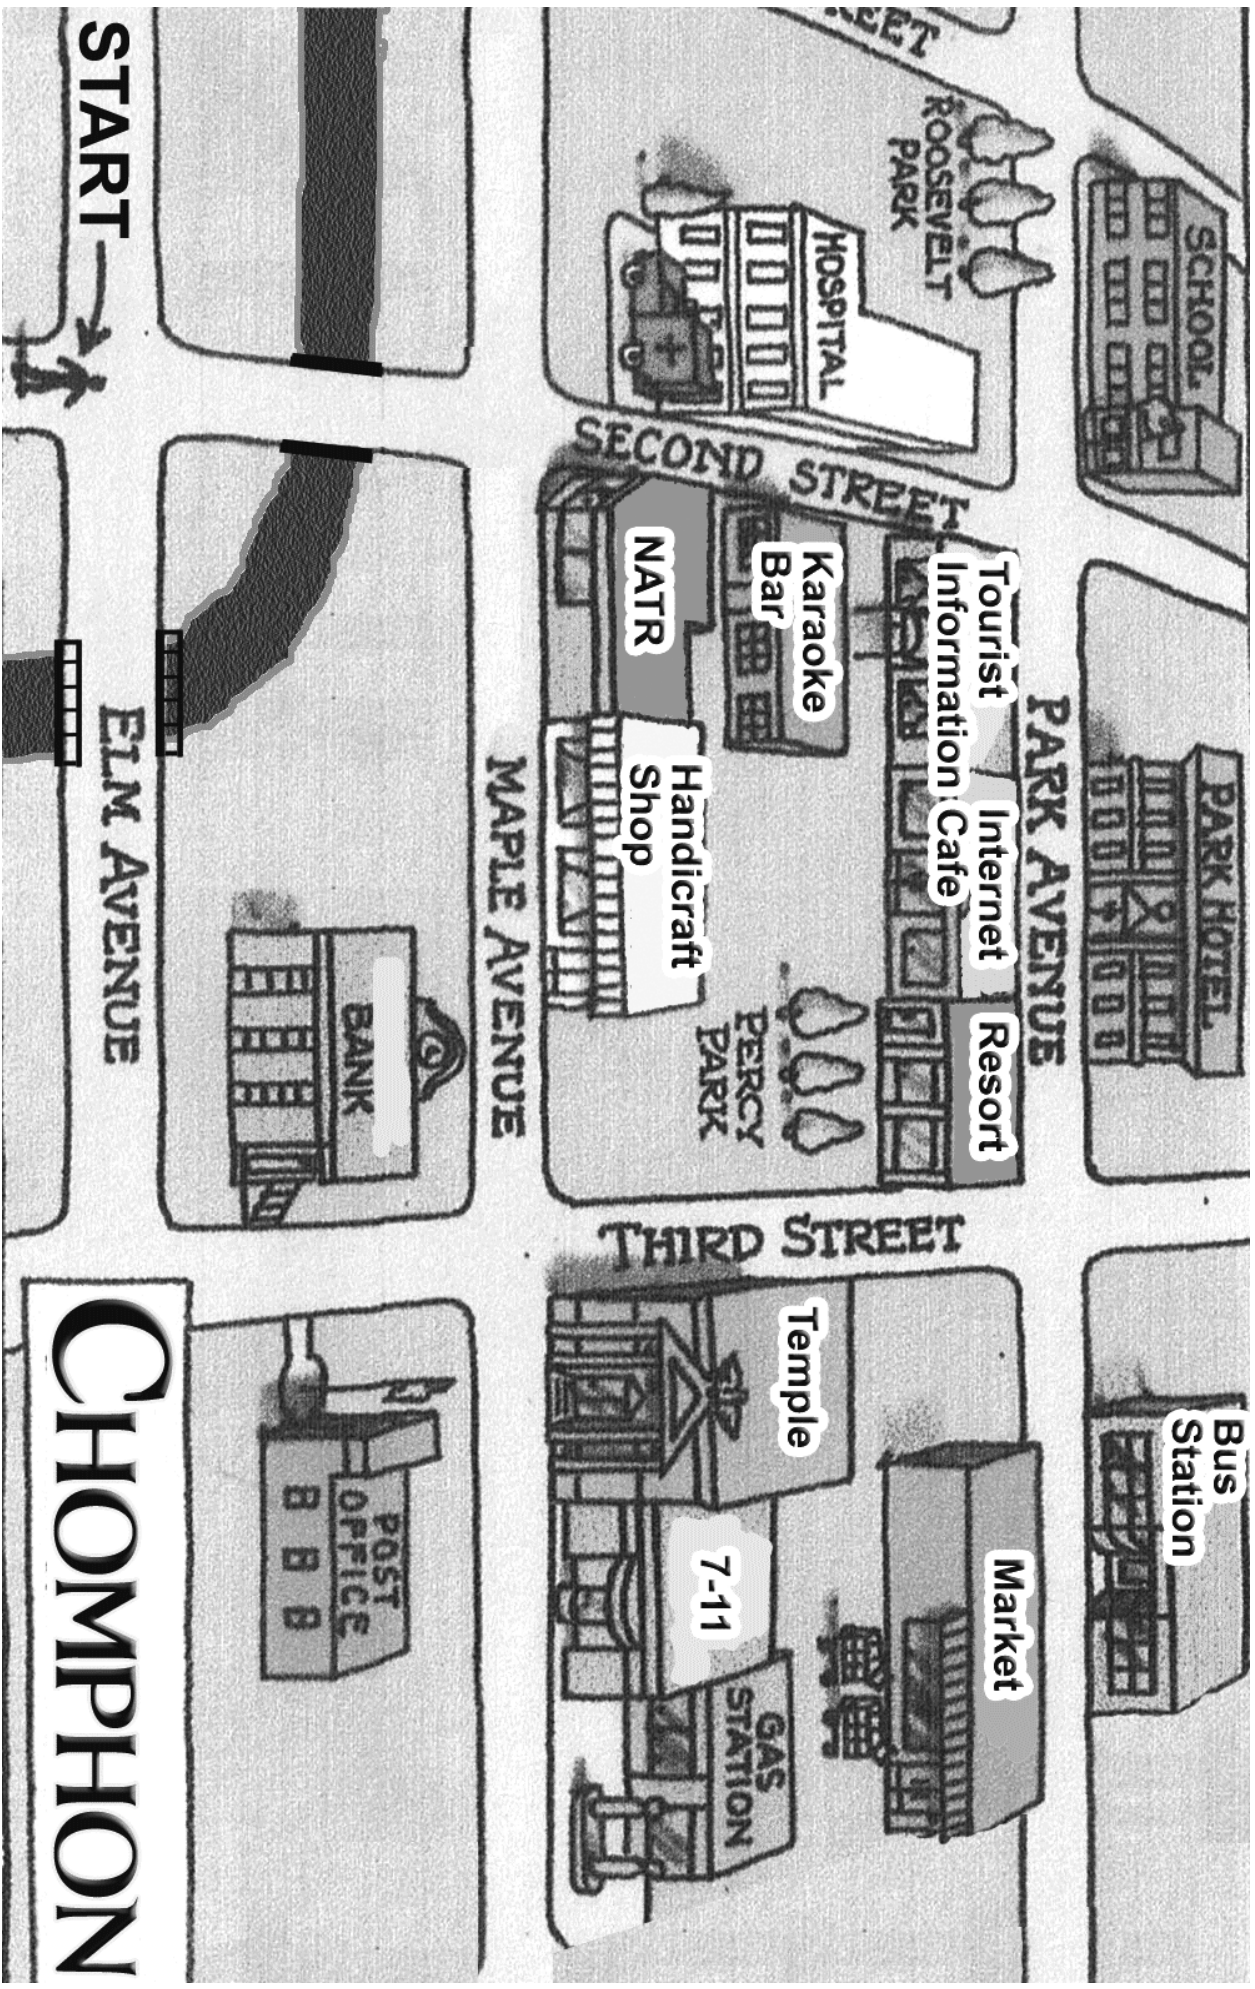 SCHOOL
PARK HOTEL
Bus
Station
PARK AVENUE
REET
ROOSEVELT
PARK
HOSPITAL
SECOND STREET
Tourist
Information
Internet
Cafe
Resort
Karaoke
Bar
NATR
Handicraft
Shop
PERCY
PARK
THIRD STREET
Market
Temple
7-11
GAS
STATION
MAPLE AVENUE
BANK
POST
OFFICE
START
ELM AVENUE
CHOMPHON